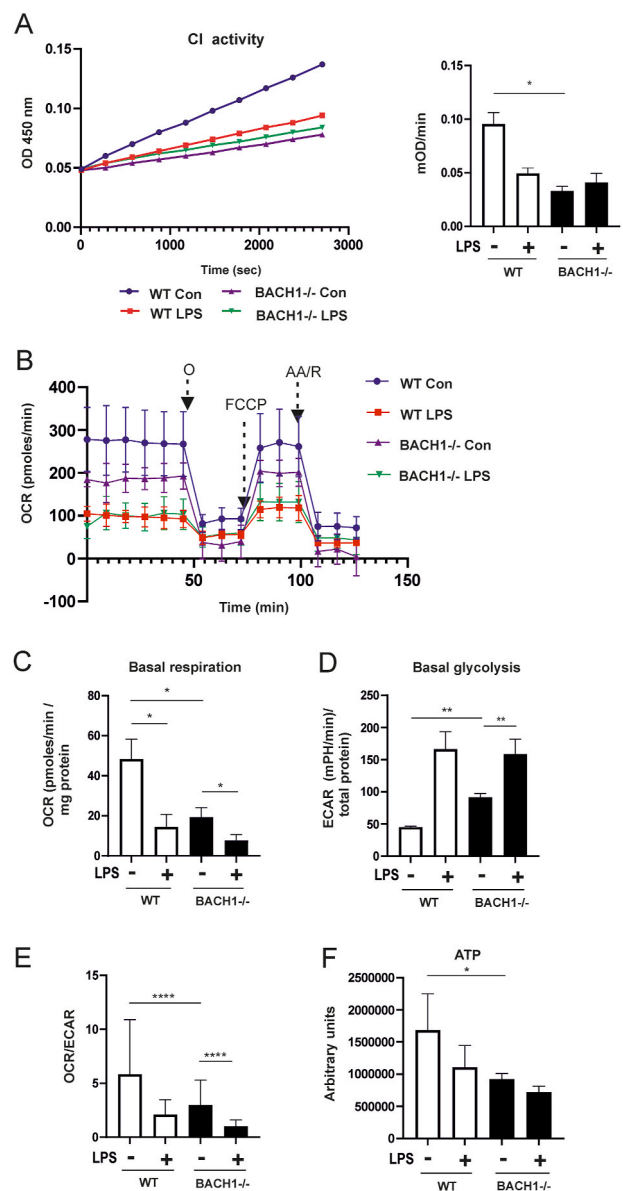 A
CI activity
0.15
0.10
0.05
0.00
OD 450 nm
0
1000
2000
3000
Time (sec)
WT Con
BACH1-/- Con
WT LPS
BACH1-/- LPS
0.15
0.10
0.05
0.00
mOD/min
*
LPS - + - +
WT BACH1-/-
B
O
FCCP
AA/R
400
300
200
100
0
-100
OCR (pmoles/min)
50
100
150
Time (min)
WT Con
WT LPS
BACH1-/- Con
BACH1-/- LPS
C
Basal respiration
80
60
40
20
0
OCR (pmoles/min /
mg protein
*
*
*
LPS - + - +
WT BACH1-/-
D
Basal glycolysis
200
150
100
50
0
ECAR (mPH/min)/
total protein)
**
**
LPS - + - +
WT BACH1-/-
E
15
10
5
0
OCR/ECAR
****
****
LPS - + - +
WT BACH1-/-
F
ATP
2500000
2000000
1500000
1000000
500000
0
Arbitrary units
*
LPS - + - +
WT BACH1-/-